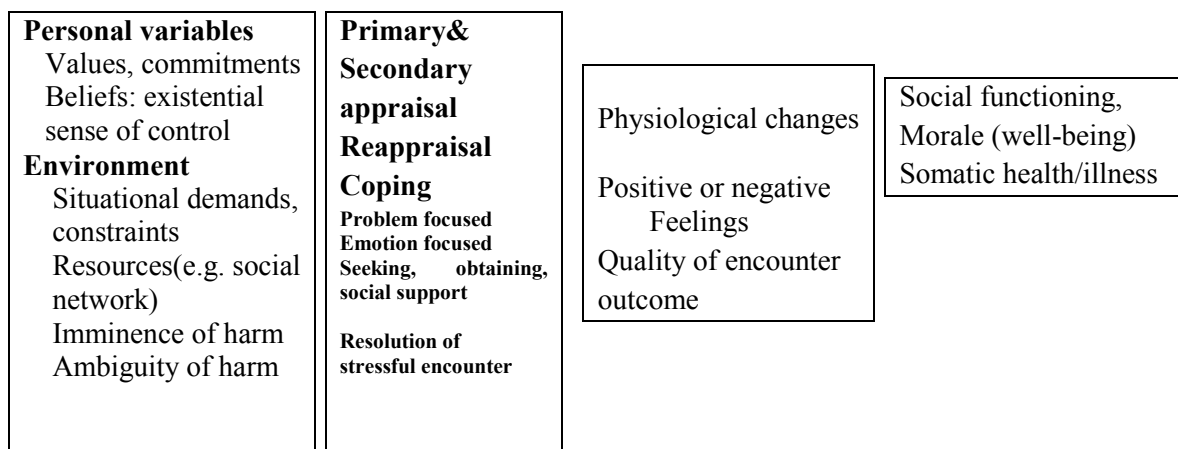 Personal variables
Values, commitments
Beliefs: existential
sense of control
Environment
Situational demands,
constraints
Resources(e.g. social
network)
Imminence of harm
Ambiguity of harm
Primary&
Secondary
appraisal
Reappraisal
Coping
Problem focused
Emotion focused
Seeking, obtaining,
social support
Resolution of
stressful encounter
Physiological changes
Positive or negative
Feelings
Quality of encounter
outcome
Social functioning,
Morale (well-being)
Somatic health/illness